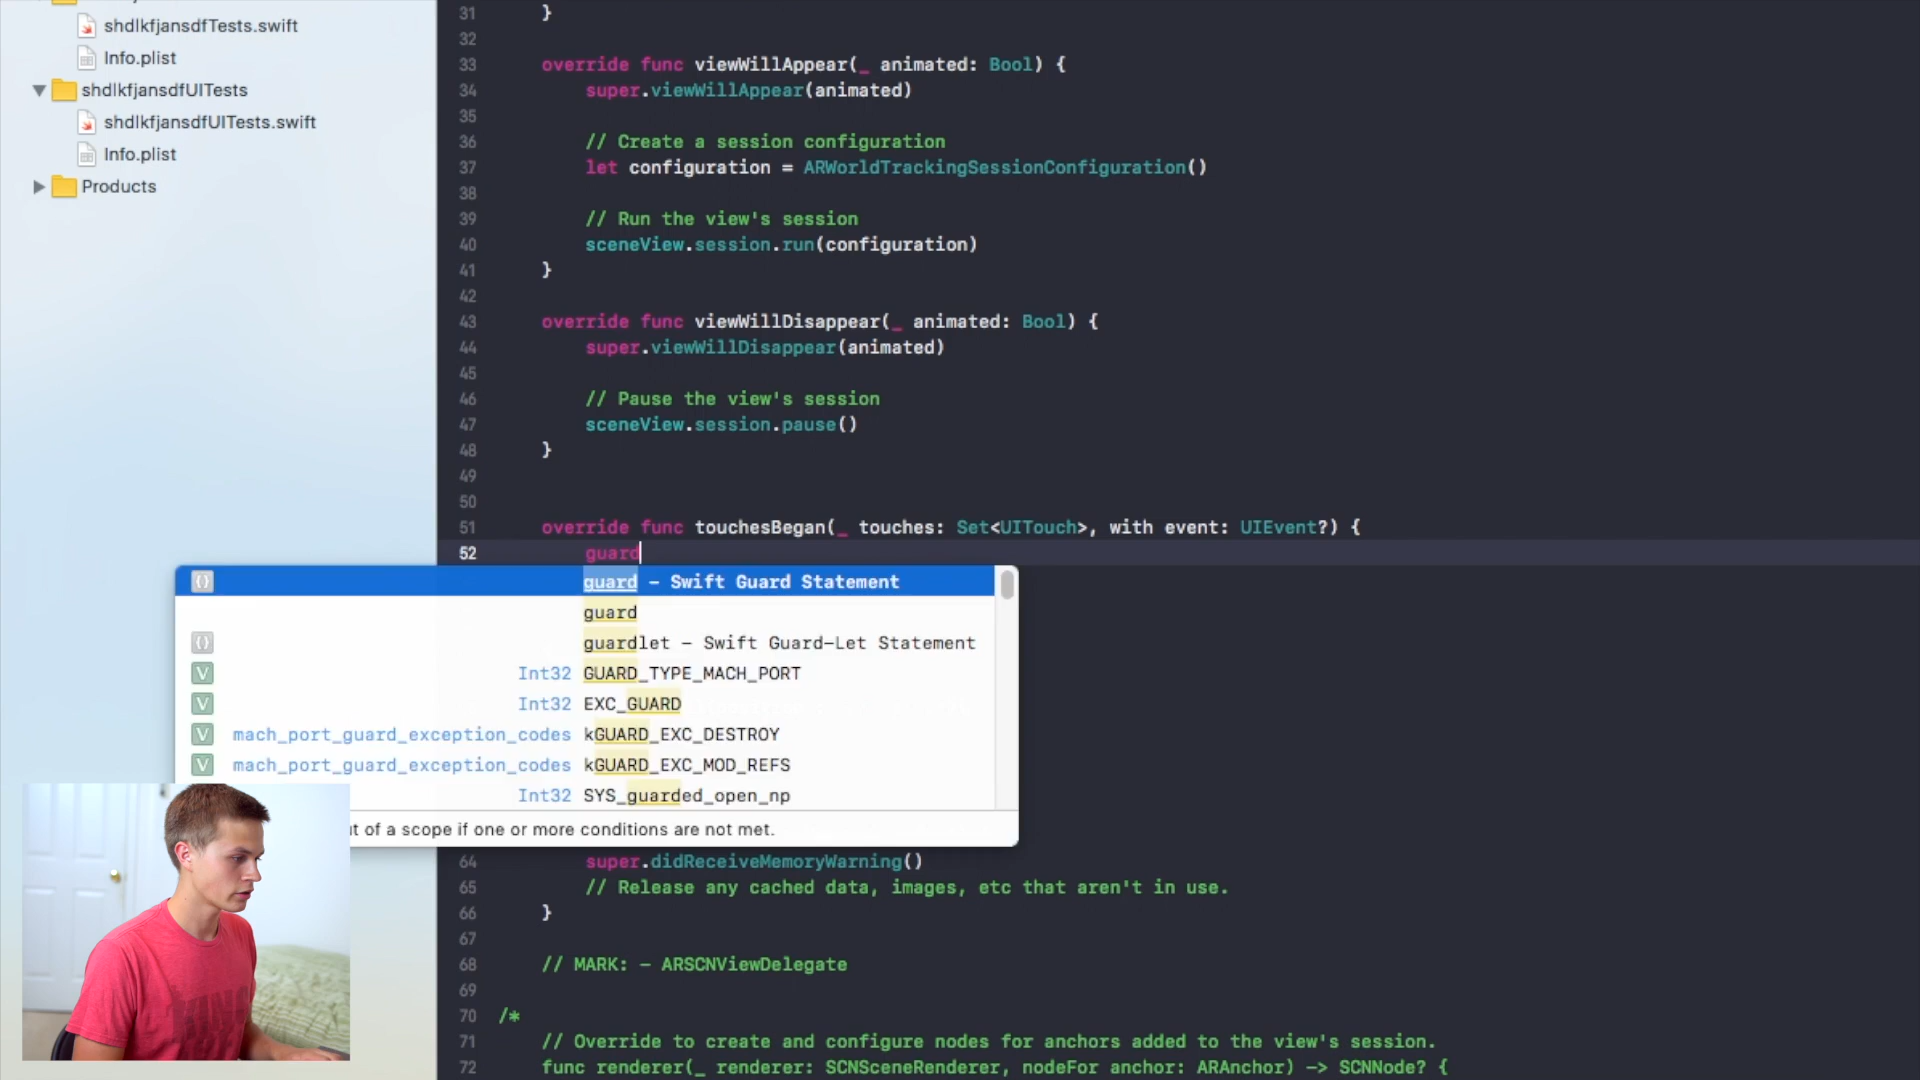 shdlkfjansdfTests.swift
Info.plist
shdlkfjansdfUITests
shdlkfjansdfUITests.swift
Info.plist
Products
31 }
32
33 override func viewWillAppear(_ animated: Bool) {
34 super.viewWillAppear(animated)
35
36 // Create a session configuration
37 let configuration = ARWorldTrackingSessionConfiguration()
38
39 // Run the view's session
40 sceneView.session.run(configuration)
41 }
42
43 override func viewWillDisappear(_ animated: Bool) {
44 super.viewWillDisappear(animated)
45
46 // Pause the view's session
47 sceneView.session.pause()
48 }
49
50
51 override func touchesBegan(_ touches: Set<UITouch>, with event: UIEvent?) {
52 guard
{} guard – Swift Guard Statement
guard
{} guardlet – Swift Guard-Let Statement
V Int32 GUARD_TYPE_MACH_PORT
V Int32 EXC_GUARD
V mach_port_guard_exception_codes kGUARD_EXC_DESTROY
V mach_port_guard_exception_codes kGUARD_EXC_MOD_REFS
Int32 SYS_guarded_open_np
of a scope if one or more conditions are not met.
64 super.didReceiveMemoryWarning()
65 // Release any cached data, images, etc that aren't in use.
66 }
67
68 // MARK: - ARSCNViewDelegate
69
70 /*
71 // Override to create and configure nodes for anchors added to the view's session.
72 func renderer(_ renderer: SCNSceneRenderer, nodeFor anchor: ARAnchor) -> SCNNode? {